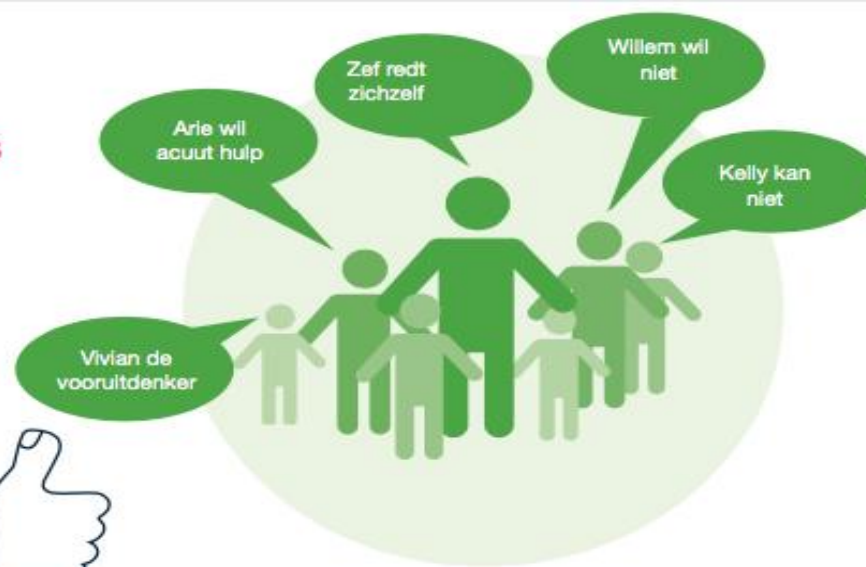 Zef redt
zichzelf
Willem wil
niet
Arie wil
acuut hulp
Kelly kan
niet
Vivian de
vooruitdenker